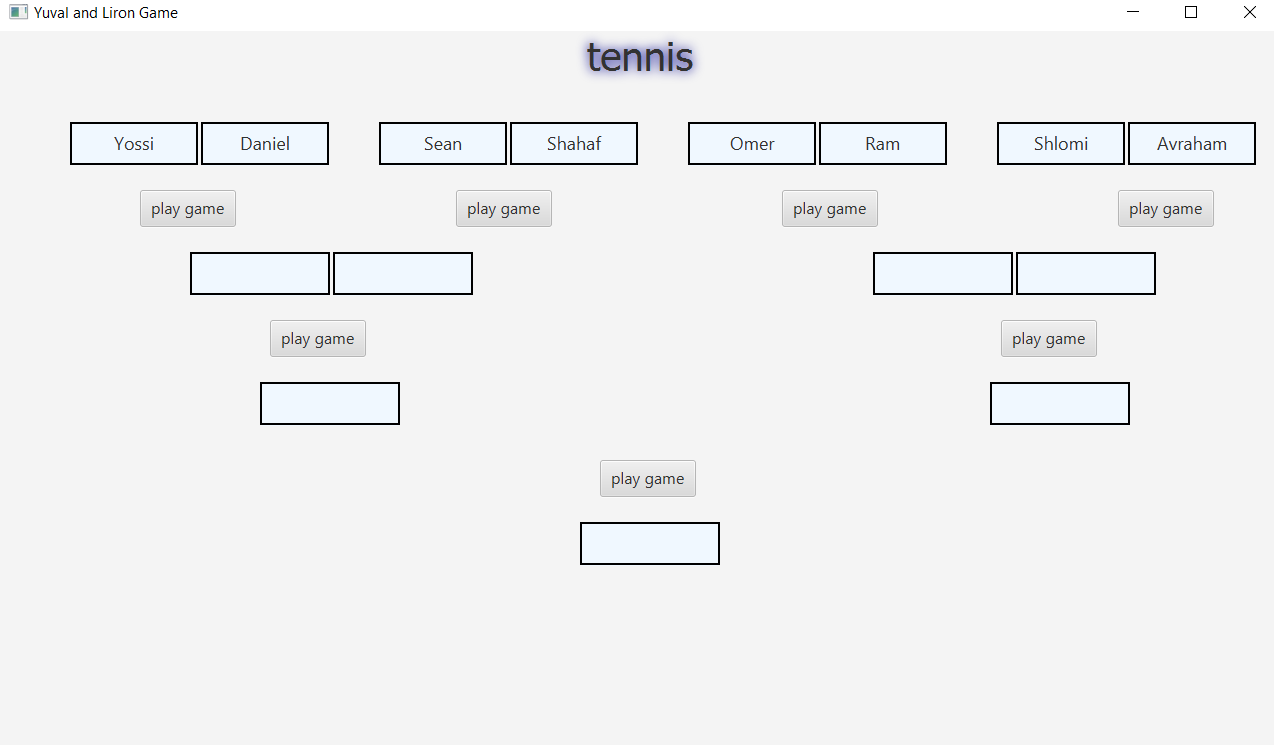 Yuval and Liron Game
tennis
Yossi Daniel Sean Shahaf Omer Ram Shlomi Avraham
play game play game play game play game
play game play game
play game